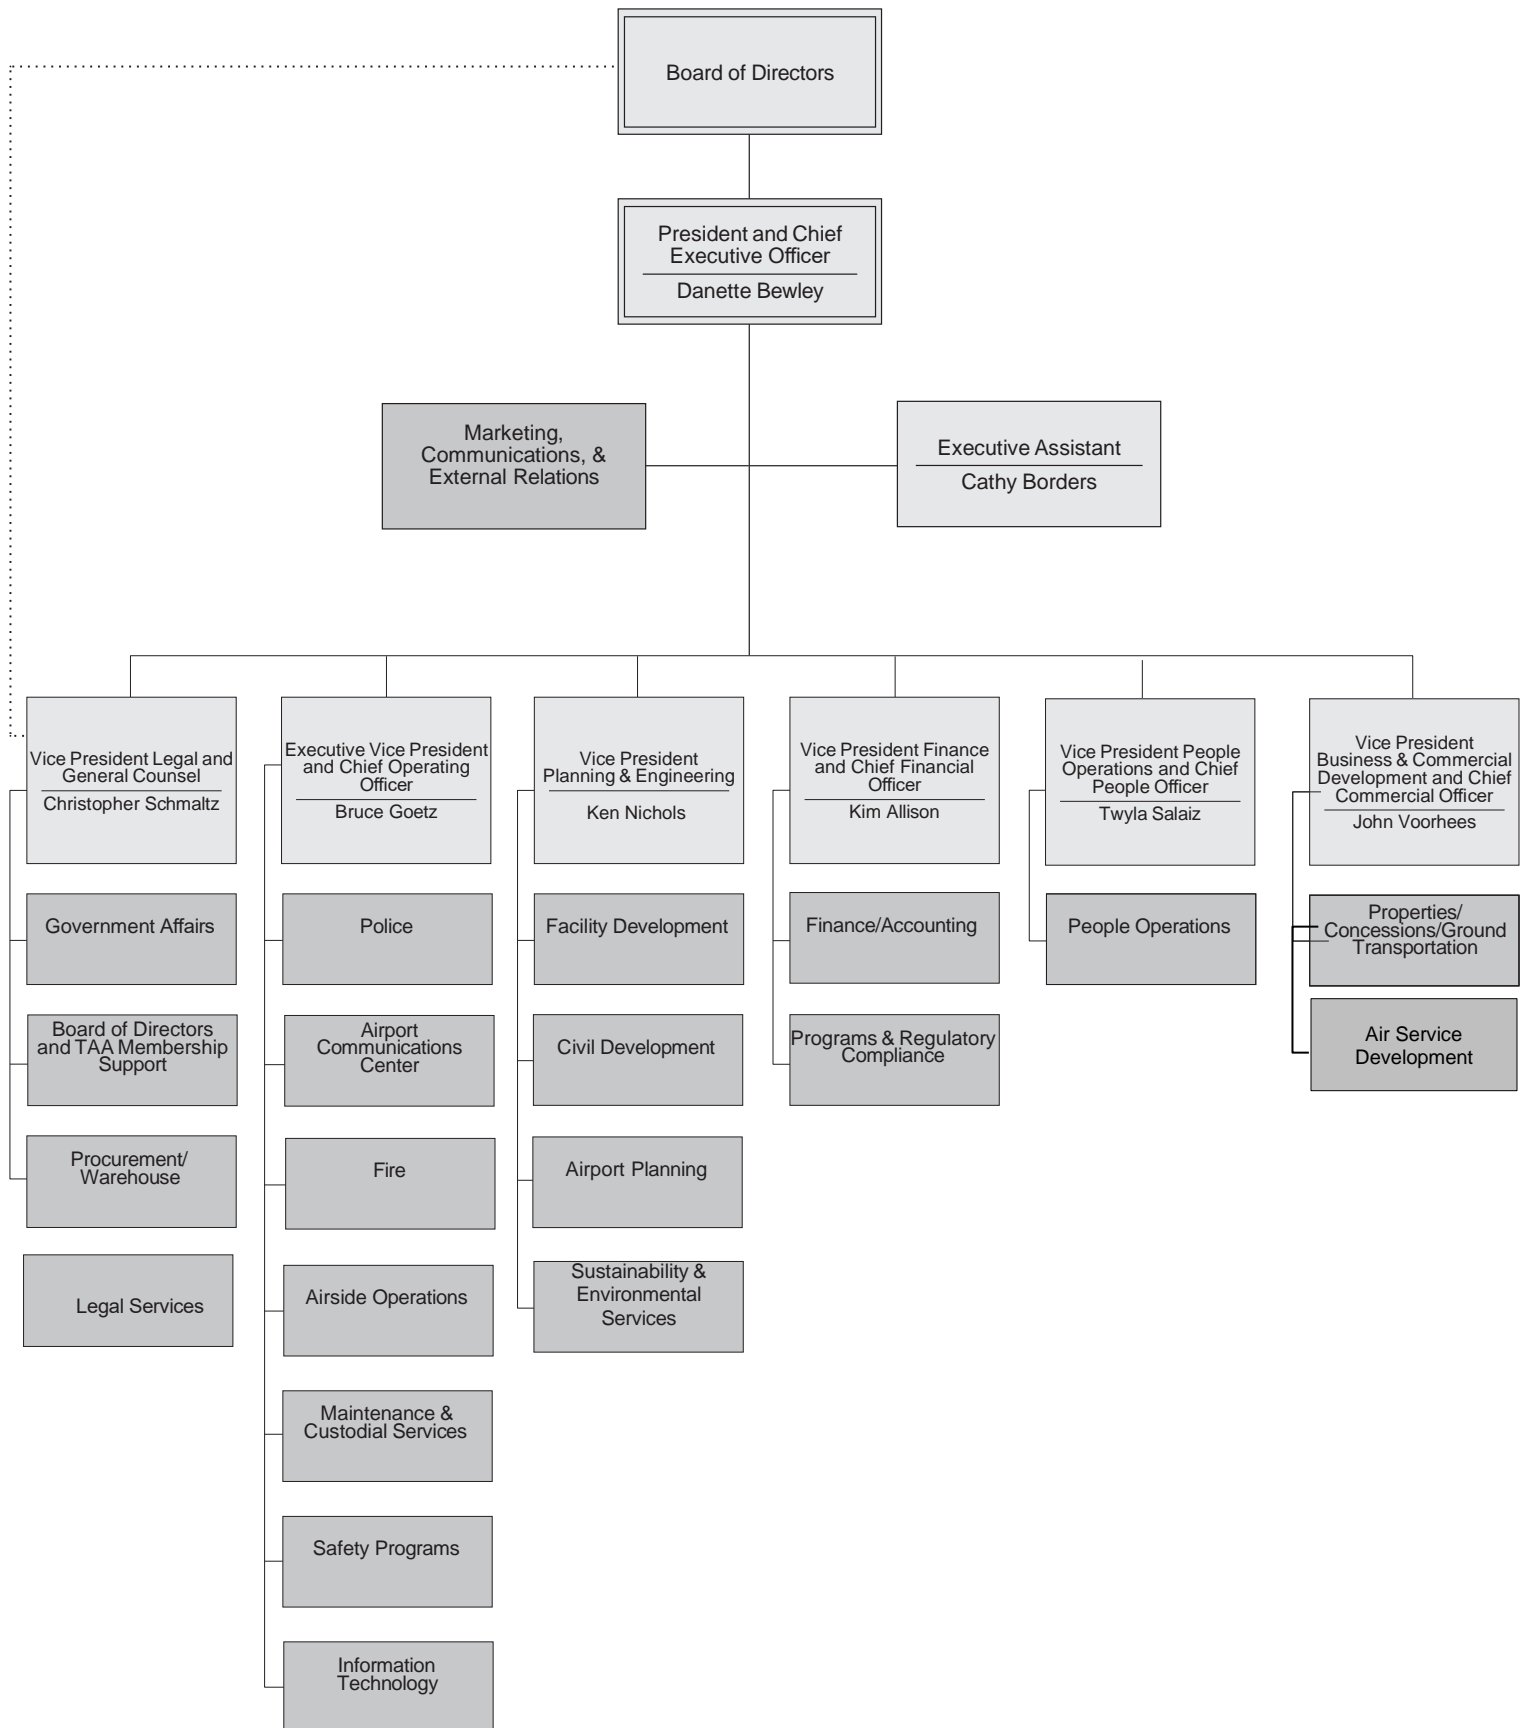 Board of Directors
President and Chief
Executive Officer
Danette Bewley
Marketing,
Communications, &
External Relations
Executive Assistant
Cathy Borders
Vice President Legal and
General Counsel
Christopher Schmaltz
Executive Vice President
and Chief Operating
Officer
Bruce Goetz
Vice President
Planning & Engineering
Ken Nichols
Vice President Finance
and Chief Financial
Officer
Kim Allison
Vice President People
Operations and Chief
People Officer
Twyla Salaiz
Vice President
Business & Commercial
Development and Chief
Commercial Officer
John Voorhees
Government Affairs
Police
Facility Development
Finance/Accounting
People Operations
Properties/
Concessions/Ground
Transportation
Board of Directors
and TAA Membership
Support
Airport
Communications
Center
Civil Development
Programs & Regulatory
Compliance
Air Service
Development
Procurement/
Warehouse
Fire
Airport Planning
Legal Services
Airside Operations
Sustainability &
Environmental
Services
Maintenance &
Custodial Services
Safety Programs
Information
Technology